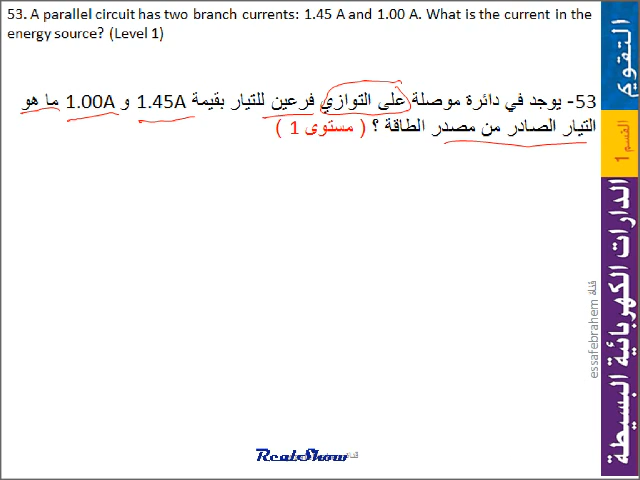 53. A parallel circuit has two branch currents: 1.45 A and 1.00 A. What is the current in the
energy source? (Level 1)
53- يوجد في دائرة موصلة على التوازي فرعين للتيار بقيمة 1.45A و 1.00A ما هو
التيار الصادر من مصدر الطاقة ؟ ( مستوى 1 )
التقويم
القسم 1
الدارات الكهربائية البسيطة
قناة essafebrahem
RealShow
قناة